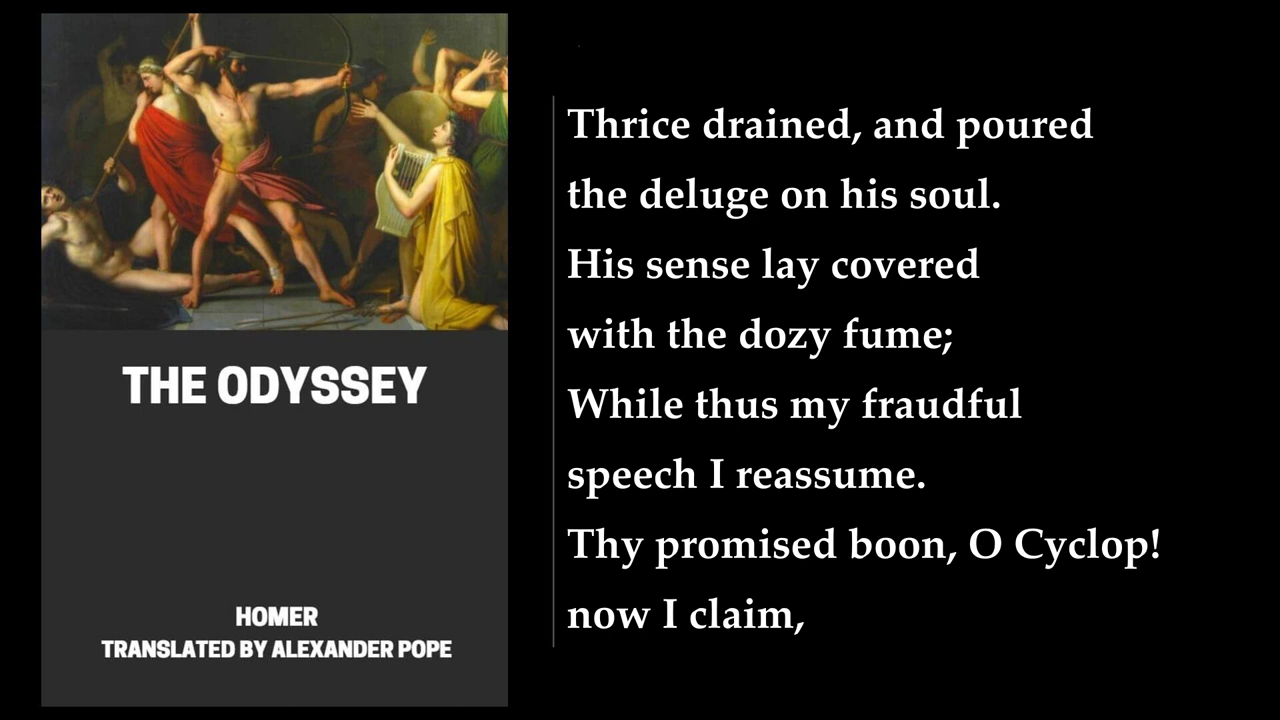 THE ODYSSEY
HOMER
TRANSLATED BY ALEXANDER POPE
Thrice drained, and poured
the deluge on his soul.
His sense lay covered
with the dozy fume;
While thus my fraudful
speech I reassume.
Thy promised boon, O Cyclop!
now I claim,